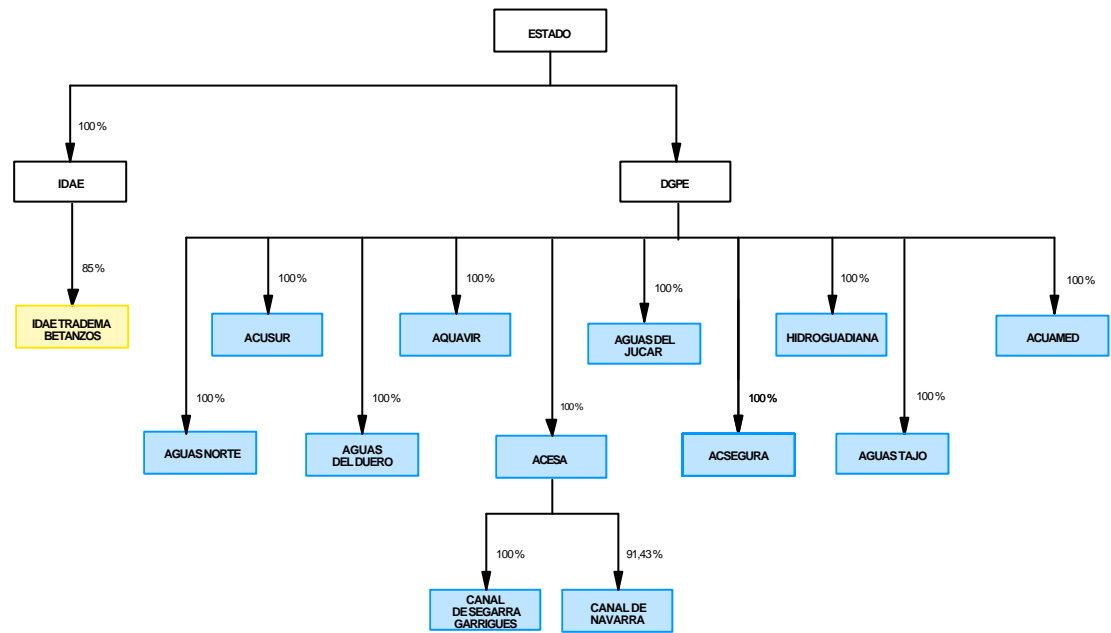 ESTADO
100%
IDAE
DGPE
85%
100%
100%
100%
100%
100%
IDAE TRADEMA
BETANZOS
ACUSUR
AQUAVIR
AGUAS DEL
JUCAR
HIDROGUADIANA
ACUAMED
100%
100%
100%
100%
100%
AGUAS NORTE
AGUAS
DEL DUERO
ACESA
ACSEGURA
AGUAS TAJO
100%
91,43%
CANAL
DE SEGARRA
GARRIGUES
CANAL DE
NAVARRA